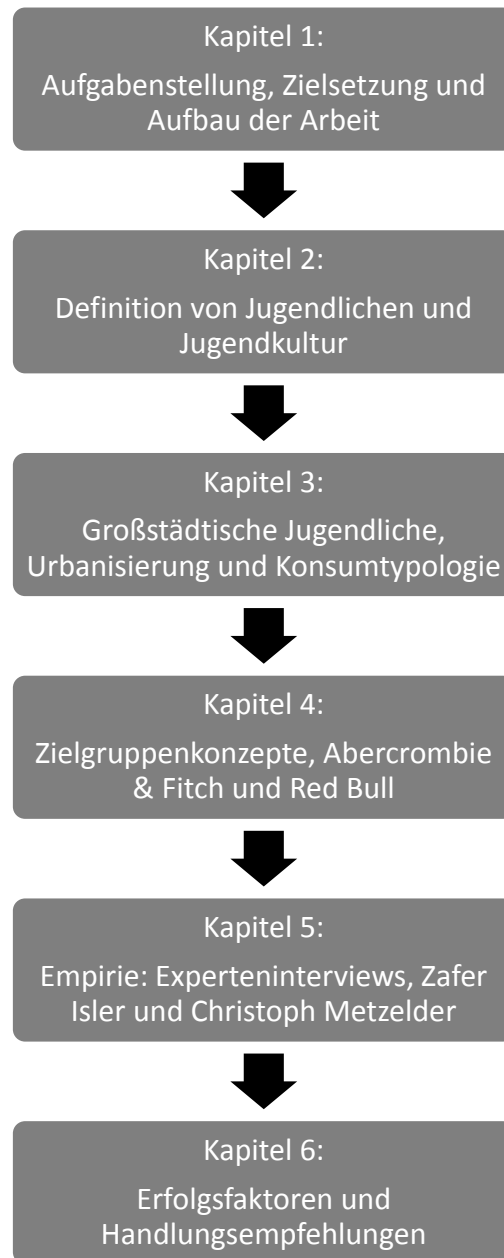 Kapitel 1:
Aufgabenstellung, Zielsetzung und
Aufbau der Arbeit
Kapitel 2:
Definition von Jugendlichen und
Jugendkultur
Kapitel 3:
Großstädtische Jugendliche,
Urbanisierung und Konsumtypologie
Kapitel 4:
Zielgruppenkonzepte, Abercrombie
& Fitch und Red Bull
Kapitel 5:
Empirie: Experteninterviews, Zafer
Isler und Christoph Metzelder
Kapitel 6:
Erfolgsfaktoren und
Handlungsempfehlungen